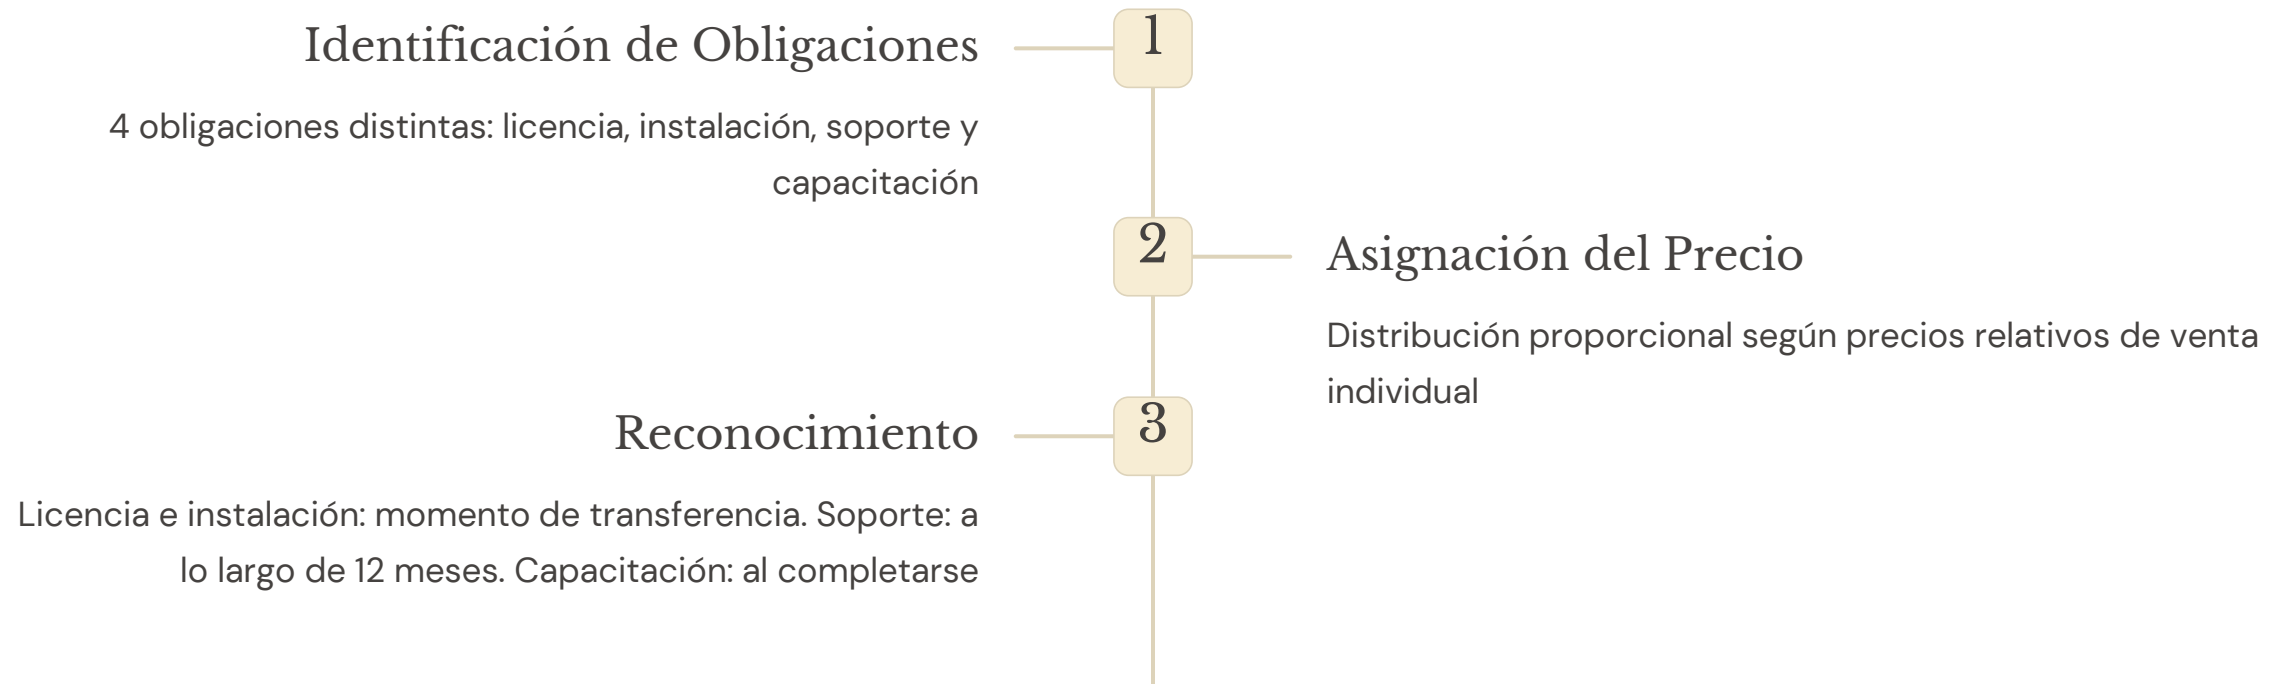 Identificación de Obligaciones
1
4 obligaciones distintas: licencia, instalación, soporte y
capacitación
2
Asignación del Precio
Distribución proporcional según precios relativos de venta
individual
Reconocimiento
3
Licencia e instalación: momento de transferencia. Soporte: a
lo largo de 12 meses. Capacitación: al completarse